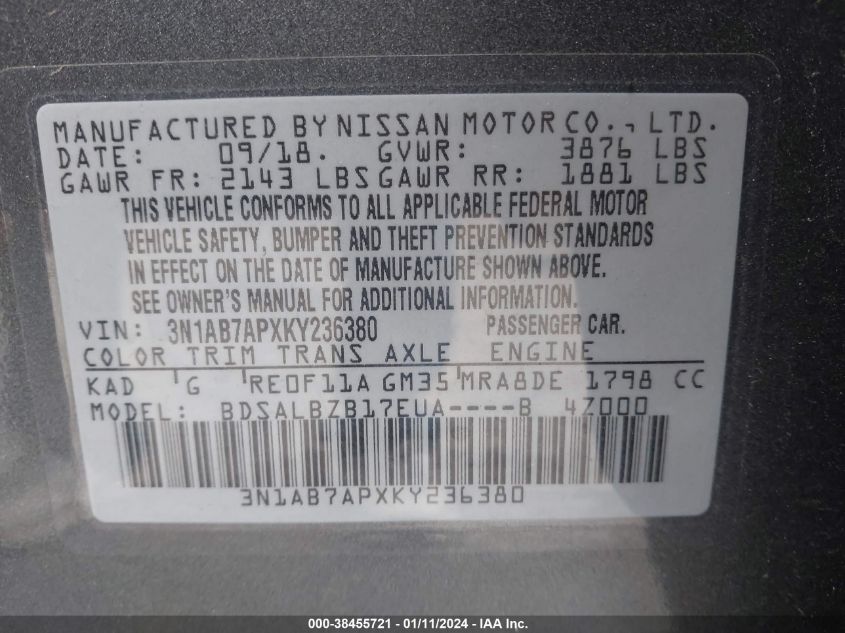 MANUFACTURED BY NISSAN MOTOR CO., LTD.
DATE: 09/18. GVWR: 3876 LBS
GAWR FR: 2143 LBS GAWR RR: 1881 LBS
THIS VEHICLE CONFORMS TO ALL APPLICABLE FEDERAL MOTOR
VEHICLE SAFETY, BUMPER AND THEFT PREVENTION STANDARDS
IN EFFECT ON THE DATE OF MANUFACTURE SHOWN ABOVE.
SEE OWNER'S MANUAL FOR ADDITIONAL INFORMATION.
VIN: 3N1AB7APXKY236380 PASSENGER CAR.
COLOR TRIM TRANS AXLE ENGINE
KAD G RE0F11A GM35 MRA8DE 1798 CC
MODEL: BDSALBZB17EUA----B 4Z000
3N1AB7APXKY236380
000-38455721 - 01/11/2024 - IAA Inc.